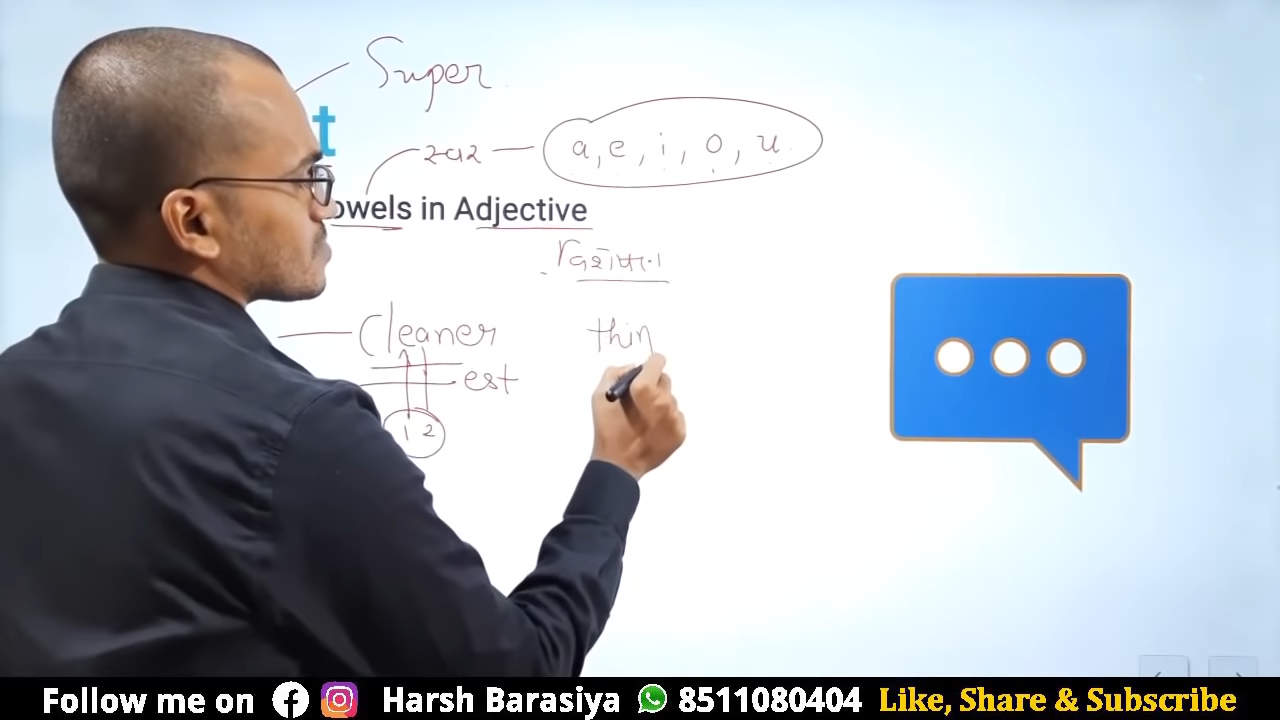 Super
t
સ્વર a, e, i, o, u
owels in Adjective
Cleaner thin
est
1 2
Follow me on Harsh Barasiya 8511080404 Like, Share & Subscribe